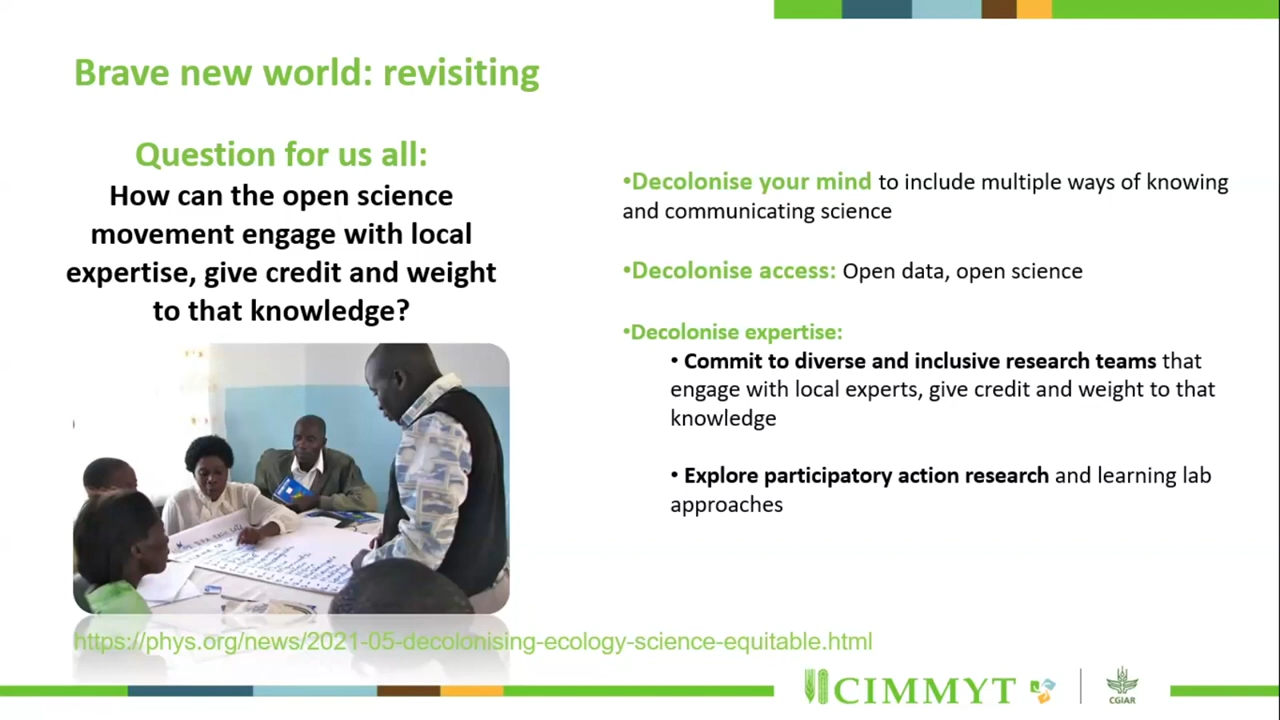 Brave new world: revisiting
Question for us all:
How can the open science
movement engage with local
expertise, give credit and weight
to that knowledge?
•Decolonise your mind to include multiple ways of knowing
and communicating science
•Decolonise access: Open data, open science
•Decolonise expertise:
• Commit to diverse and inclusive research teams that
engage with local experts, give credit and weight to that
knowledge
• Explore participatory action research and learning lab
approaches
https://phys.org/news/2021-05-decolonising-ecology-science-equitable.html
CIMMYT
CGIAR